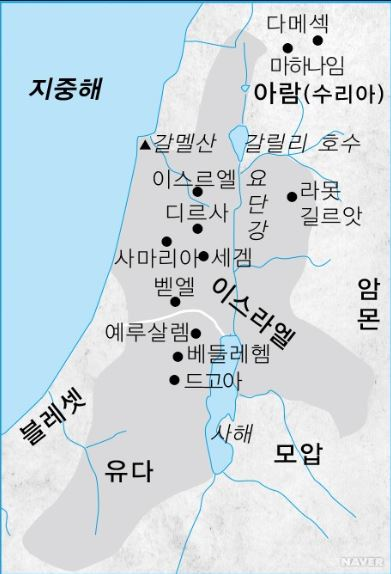 다메섹
마하나임
아람(수리아)
지중해
갈멜산
갈릴리 호수
이스르엘
요단강
라못
길르앗
디르사
사마리아
세겜
벧엘
이스라엘
암몬
예루살렘
베둘레헴
드고아
블레셋
사해
모압
유다
NAVER